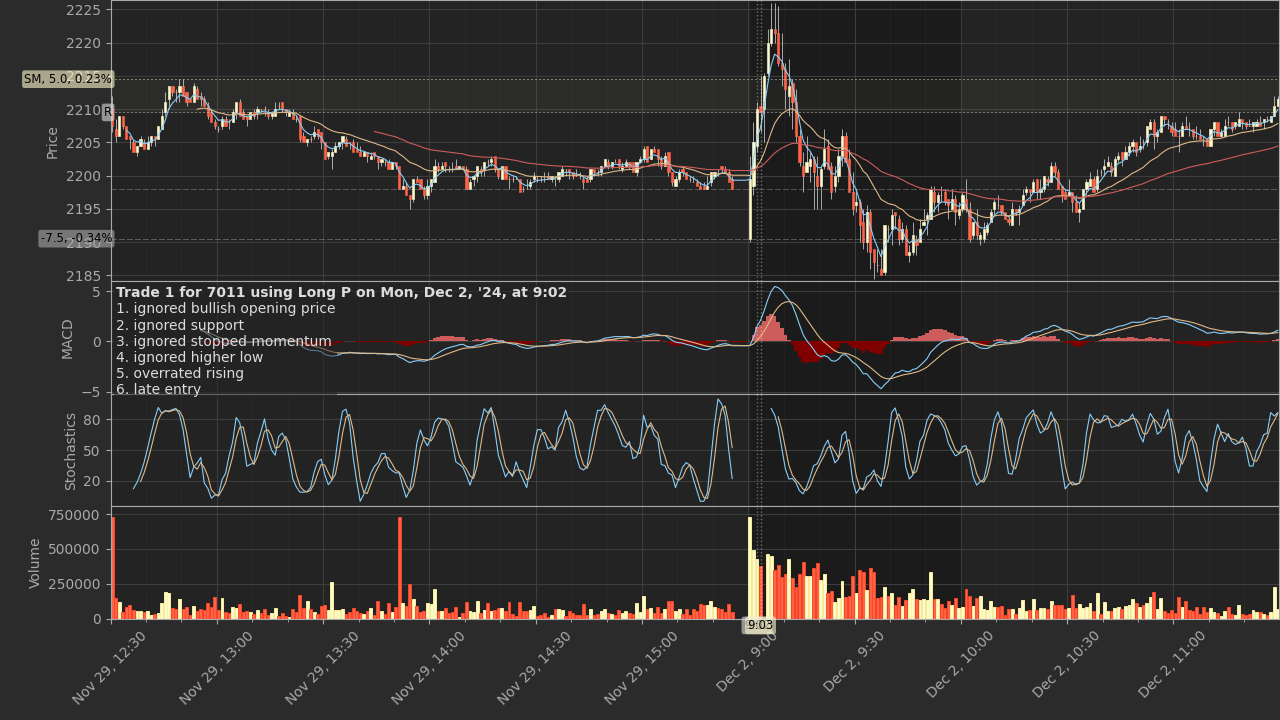 2225
2220
SM, 5.0, 0.23%
2210
R
2205
Price
2200
2195
-7.5, -0.34%
2190
2185
Trade 1 for 7011 using Long P on Mon, Dec 2, '24, at 9:02
1. ignored bullish opening price
2. ignored support
3. ignored stopped momentum
4. ignored higher low
5. overrated rising
6. late entry
5
0
−5
MACD
80
50
20
Stochastics
750000
500000
250000
0
Volume
9:03
Nov 29, 12:30
Nov 29, 13:00
Nov 29, 13:30
Nov 29, 14:00
Nov 29, 14:30
Nov 29, 15:00
Dec 2, 9:00
Dec 2, 9:30
Dec 2, 10:00
Dec 2, 10:30
Dec 2, 11:00